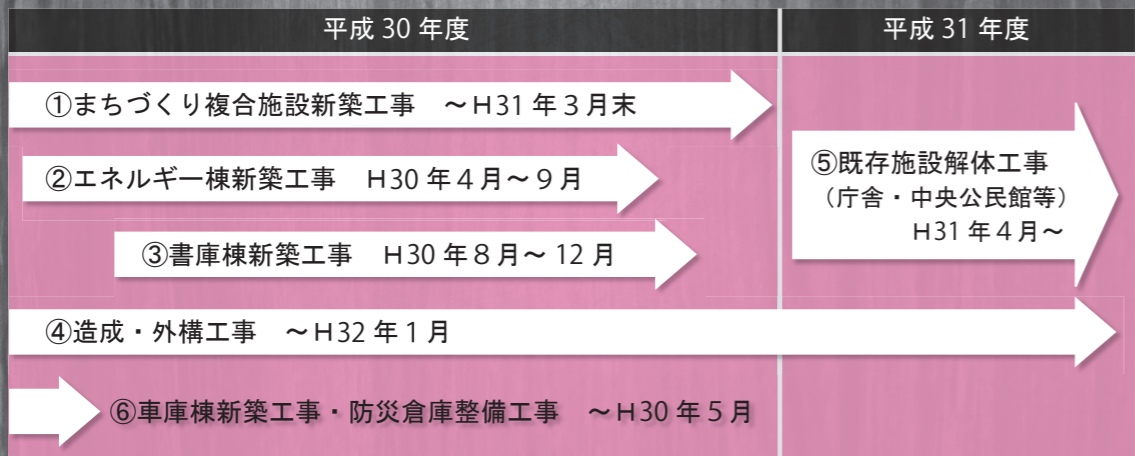 平成 30 年度
平成 31 年度
①まちづくり複合施設新築工事　～H31 年３月末
②エネルギー棟新築工事　H30 年４月～９月
③書庫棟新築工事　H30 年８月～ 12 月
④造成・外構工事　～H32 年 1 月
⑤既存施設解体工事
（庁舎・中央公民館等）
H31 年４月～
⑥車庫棟新築工事・防災倉庫整備工事　～H30 年５月